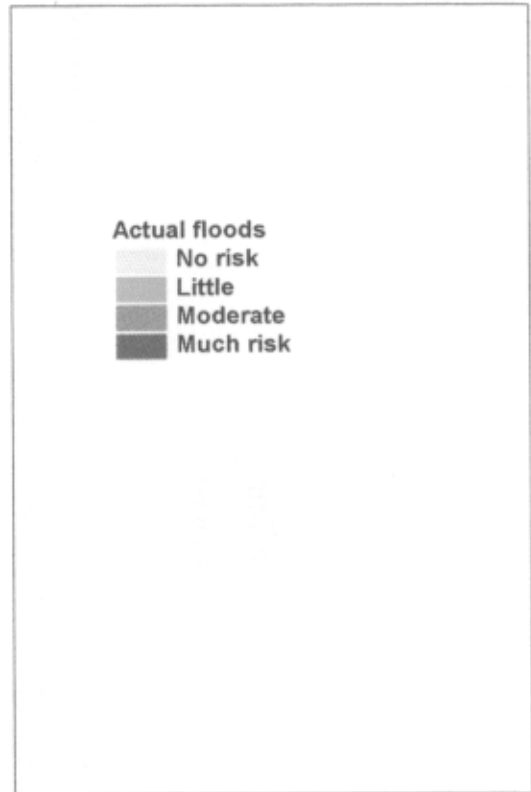 Actual floods
No risk
Little
Moderate
Much risk